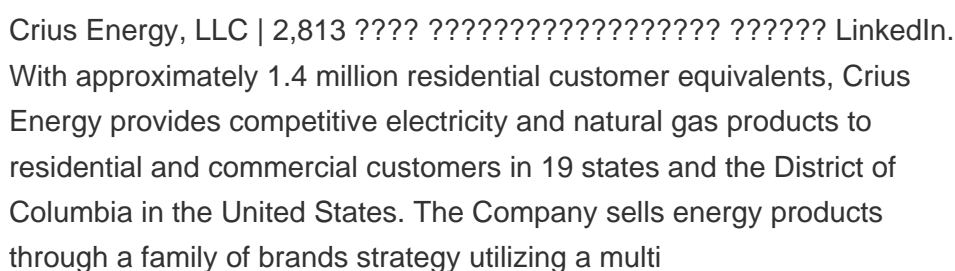 Crius Energy, LLC | 2,813 ???? ?????????????????? ?????? LinkedIn.
With approximately 1.4 million residential customer equivalents, Crius
Energy provides competitive electricity and natural gas products to
residential and commercial customers in 19 states and the District of
Columbia in the United States. The Company sells energy products
through a family of brands strategy utilizing a multi